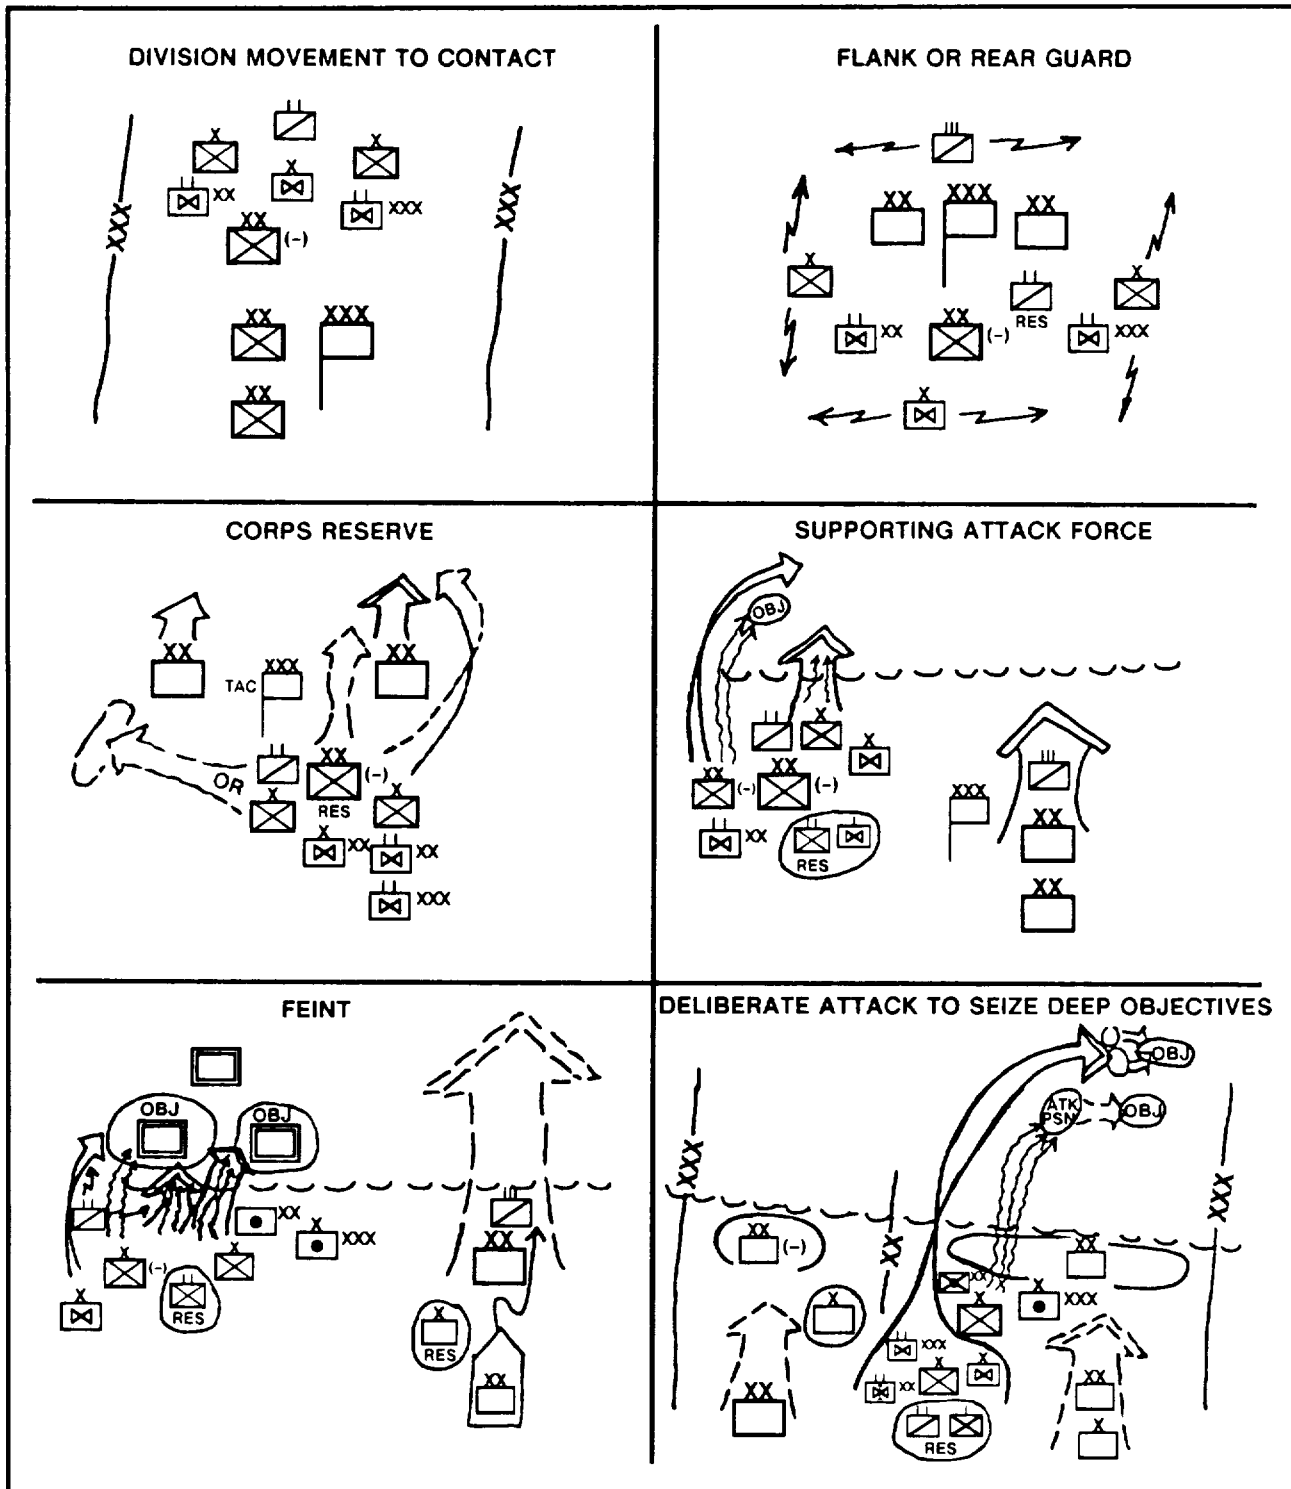 DIVISION MOVEMENT TO CONTACT
X
X
X
XX
XXX
XX
(-)
XXX
XXX
XX
XXX
XX
FLANK OR REAR GUARD
XX
XXX
XX
X
X
RES
XX
XX
(-)
XXX
X
CORPS RESERVE
XX
XX
XXX
TAC
OR
XX
(-)
RES
X
X
X
XX
XX
XXX
SUPPORTING ATTACK FORCE
OBJ
X
X
XX
(-)
XX
(-)
XX
RES
XXX
XX
XX
FEINT
OBJ
OBJ
XX
X
XXX
X
(-)
X
RES
X
XX
X
RES
XX
DELIBERATE ATTACK TO SEIZE DEEP OBJECTIVES
OBJ
ATK
PSN
OBJ
XXX
XXX
XX
(-)
XX
XX
XX
X
XXX
X
X
XXX
X
X
XX
RES
XX
XX
X